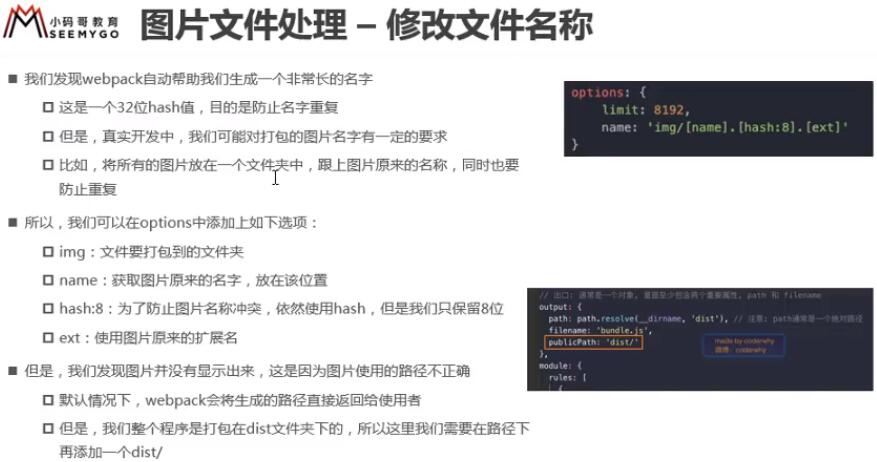 小码哥教育
SEEMYGO
图片文件处理 – 修改文件名称
我们发现webpack自动帮助我们生成一个非常长的名字
这是一个32位hash值，目的是防止名字重复
但是，真实开发中，我们可能对打包的图片名字有一定的要求
比如，将所有的图片放在一个文件夹中，跟上图片原来的名称，同时也要
防止重复
所以，我们可以在options中添加上如下选项：
img：文件要打包到的文件夹
name：获取图片原来的名字，放在该位置
hash:8：为了防止图片名称冲突，依然使用hash，但是我们只保留8位
ext：使用图片原来的扩展名
但是，我们发现图片并没有显示出来，这是因为图片使用的路径不正确
默认情况下，webpack会将生成的路径直接返回给使用者
但是，我们整个程序是打包在dist文件夹下的，所以这里我们需要在路径下
再添加一个dist/
options: {
limit: 8192,
name: 'img/[name].[hash:8].[ext]'
}
// 出口: 通常是一个对象, 里面至少包含两个重要属性, path 和 filename
output: {
path: path.resolve(__dirname, 'dist'), // 注意: path通常是一个绝对路径
filename: 'bundle.js',
publicPath: 'dist/'
},
module: {
rules: [
{
made by coderwhy
微博：coderwhy